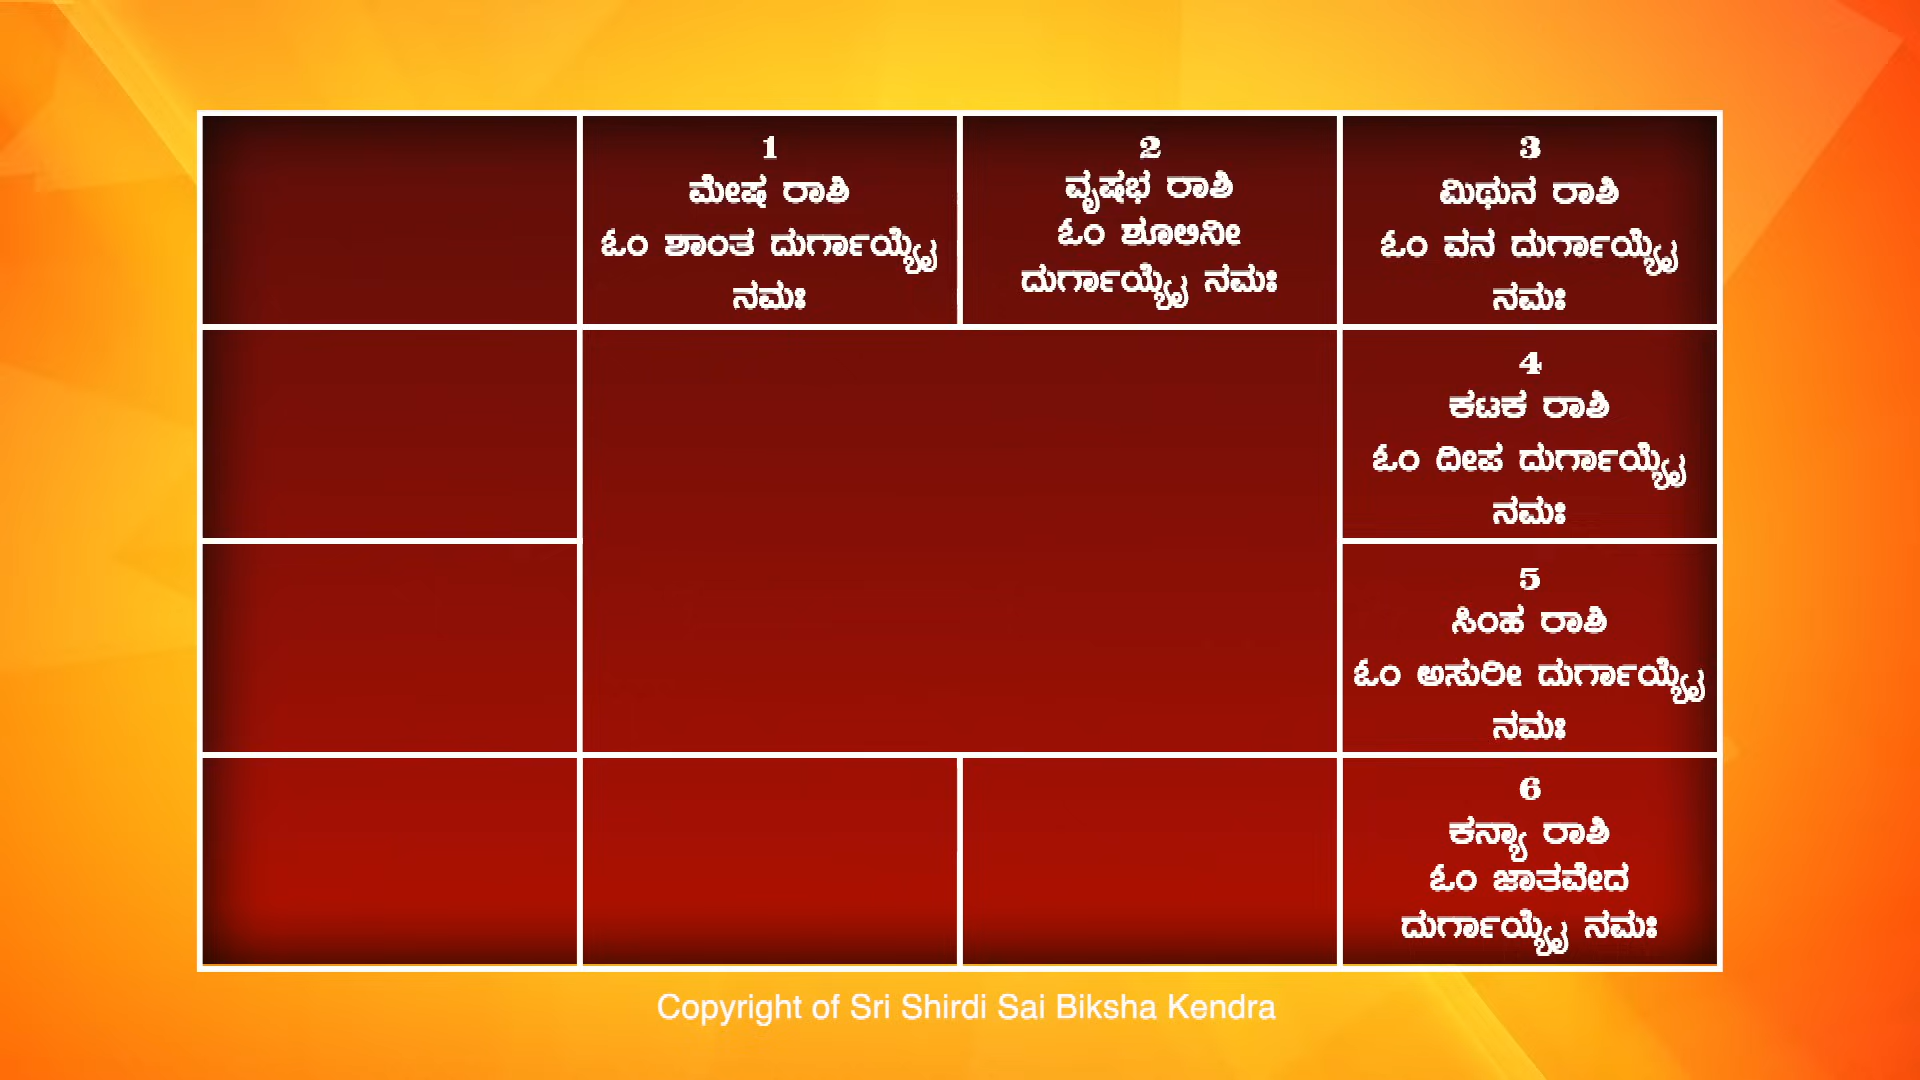 1
ಮೇಷ ರಾಶಿ
ಓಂ ಶಾಂತ ದುರ್ಗಾಯ್ಯೈ
ನಮಃ
2
ವೃಷಭ ರಾಶಿ
ಓಂ ಶೂಲಿನೀ
ದುರ್ಗಾಯ್ಯೈ ನಮಃ
3
ಮಿಥುನ ರಾಶಿ
ಓಂ ವನ ದುರ್ಗಾಯ್ಯೈ
ನಮಃ
4
ಕಟಕ ರಾಶಿ
ಓಂ ದೀಪ ದುರ್ಗಾಯ್ಯೈ
ನಮಃ
5
ಸಿಂಹ ರಾಶಿ
ಓಂ ಅಸುರೀ ದುರ್ಗಾಯ್ಯೈ
ನಮಃ
6
ಕನ್ಯಾ ರಾಶಿ
ಓಂ ಜಾತವೇದ
ದುರ್ಗಾಯ್ಯೈ ನಮಃ
Copyright of Sri Shirdi Sai Biksha Kendra